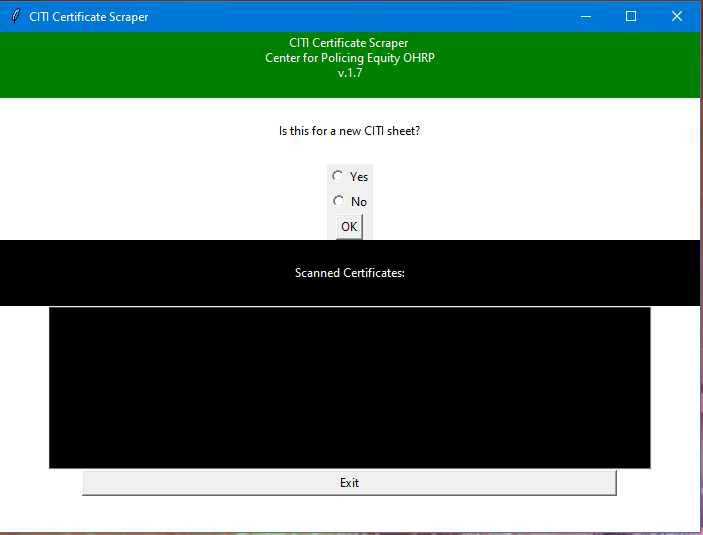 CITI Certificate Scraper
CITI Certificate Scraper
Center for Policing Equity OHRP
v.1.7
Is this for a new CITI sheet?
Yes
No
OK
Scanned Certificates:
Exit